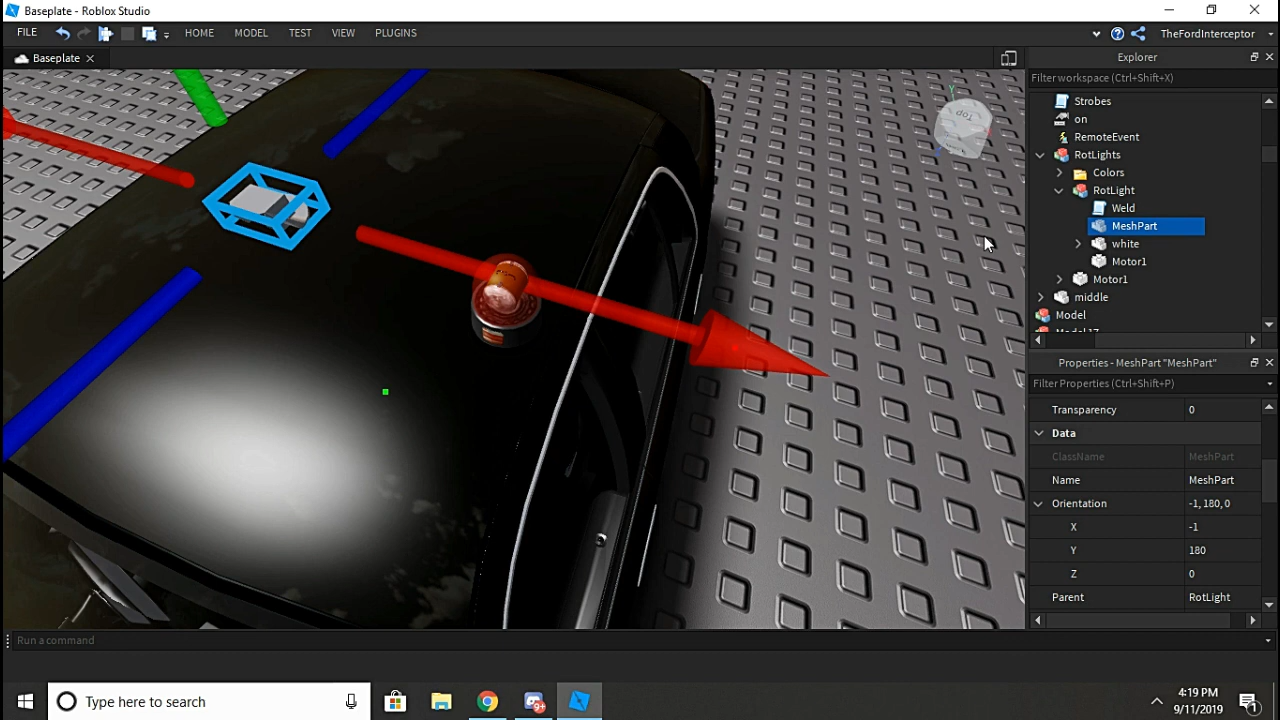 Baseplate - Roblox Studio
FILE HOME MODEL TEST VIEW PLUGINS TheFordInterceptor
Baseplate
Explorer
Filter workspace (Ctrl+Shift+X)
Strobes
on
RemoteEvent
RotLights
Colors
RotLight
Weld
MeshPart
white
Motor1
Motor1
middle
Model
Y
Top
Properties - MeshPart "MeshPart"
Filter Properties (Ctrl+Shift+P)
Transparency 0
Data
ClassName MeshPart
Name MeshPart
Orientation -1, 180, 0
X -1
Y 180
Z 0
Parent RotLight
Run a command
Type here to search
9+
4:19 PM
9/11/2019
1